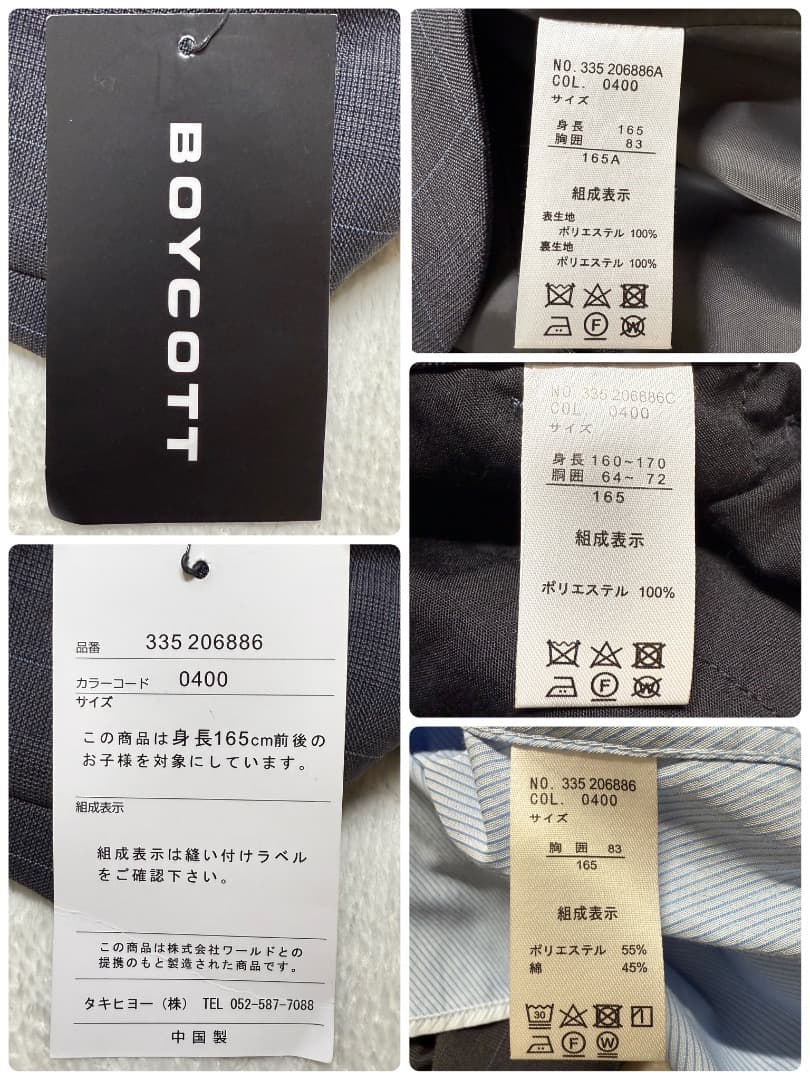 BOYCOTT
品番 335 206886
カラーコード 0400
サイズ
この商品は身長165cm前後の
お子様を対象にしています。
組成表示
組成表示は縫い付けラベル
をご確認下さい。
この商品は株式会社ワールドとの
提携のもと製造された商品です。
タキヒヨー（株） TEL 052-587-7088
中国製
NO. 335 206886A
COL. 0400
サイズ
身長 165
胸囲 83
165A
組成表示
表生地
ポリエステル 100%
裏生地
ポリエステル 100%
F W
NO. 335 206886C
COL. 0400
サイズ
身長 160~170
胴囲 64~ 72
165
組成表示
ポリエステル 100%
F W
NO. 335 206886
COL. 0400
サイズ
胸囲 83
165
組成表示
ポリエステル 55%
綿 45%
30
F W